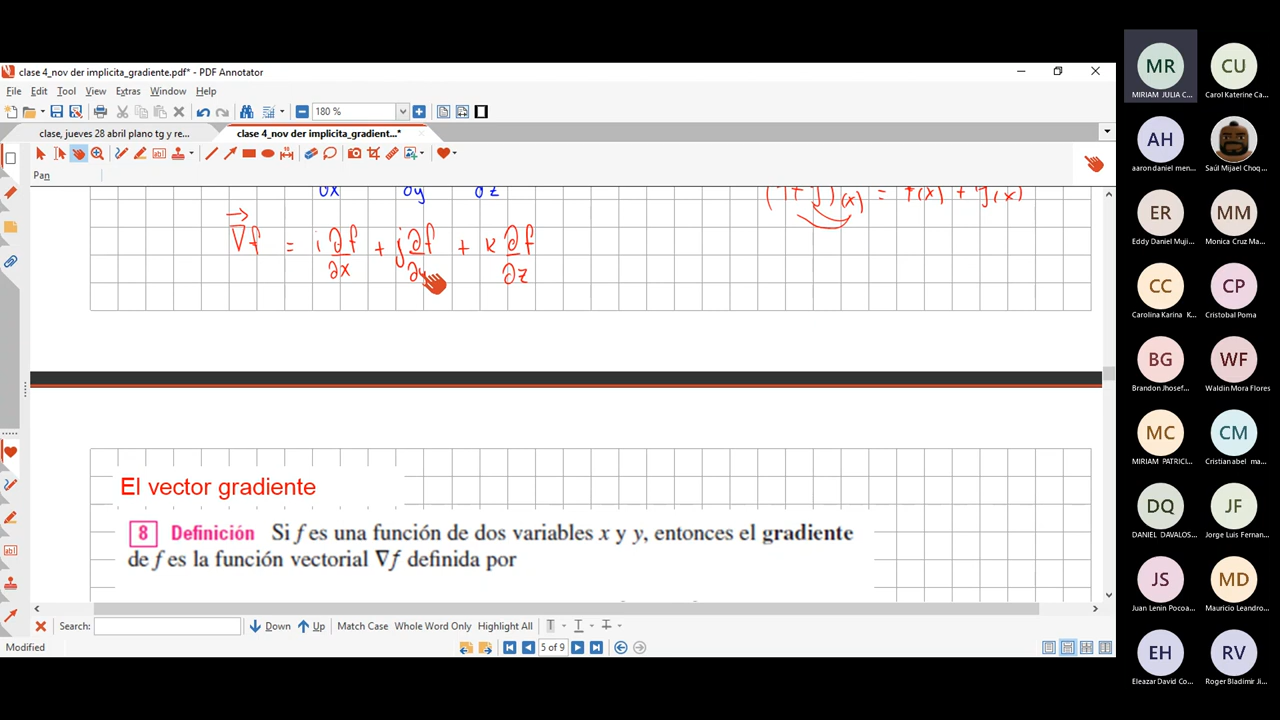 clase 4_nov der implicita_gradiente.pdf* - PDF Annotator
File Edit Tool View Extras Window Help
180 %
clase, jueves 28 abril plano tg y re...
clase 4_nov der implicita_gradient...*
Pan
∂x ∂y ∂z
∇f = i ∂f/∂x + j ∂f/∂y + k ∂f/∂z
(f + g)(x) = f(x) + g(x)
El vector gradiente
8 Definición Si f es una función de dos variables x y y, entonces el gradiente
de f es la función vectorial ∇f definida por
Search: Down Up Match Case Whole Word Only Highlight All
Modified
5 of 9
MR
MIRIAM JULIA C...
CU
Carol Katerine Ca...
AH
aaron daniel men...
Saúl Mijael Choq...
ER
Eddy Daniel Muji...
MM
Monica Cruz Ma...
CC
Carolina Karina K...
CP
Cristobal Poma
BG
Brandon Jhosef...
WF
Waldin Mora Flores
MC
MIRIAM PATRICI...
CM
Cristian abel ma...
DQ
DANIEL DAVALOS...
JF
Jorge Luis Fernan...
JS
Juan Lenin Pocoa...
MD
Mauricio Leandro...
EH
Eleazar David Co...
RV
Roger Bladimir Ji...